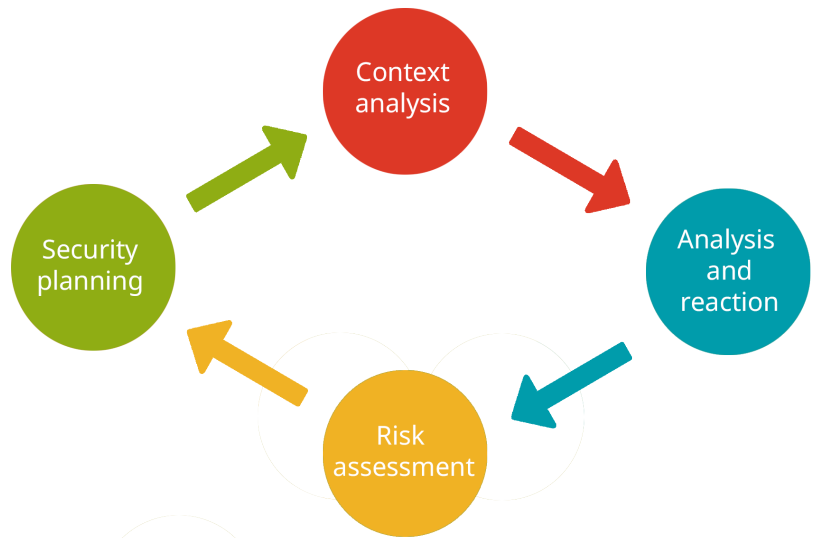 Context
analysis
Analysis
and
reaction
Risk
assessment
Security
planning